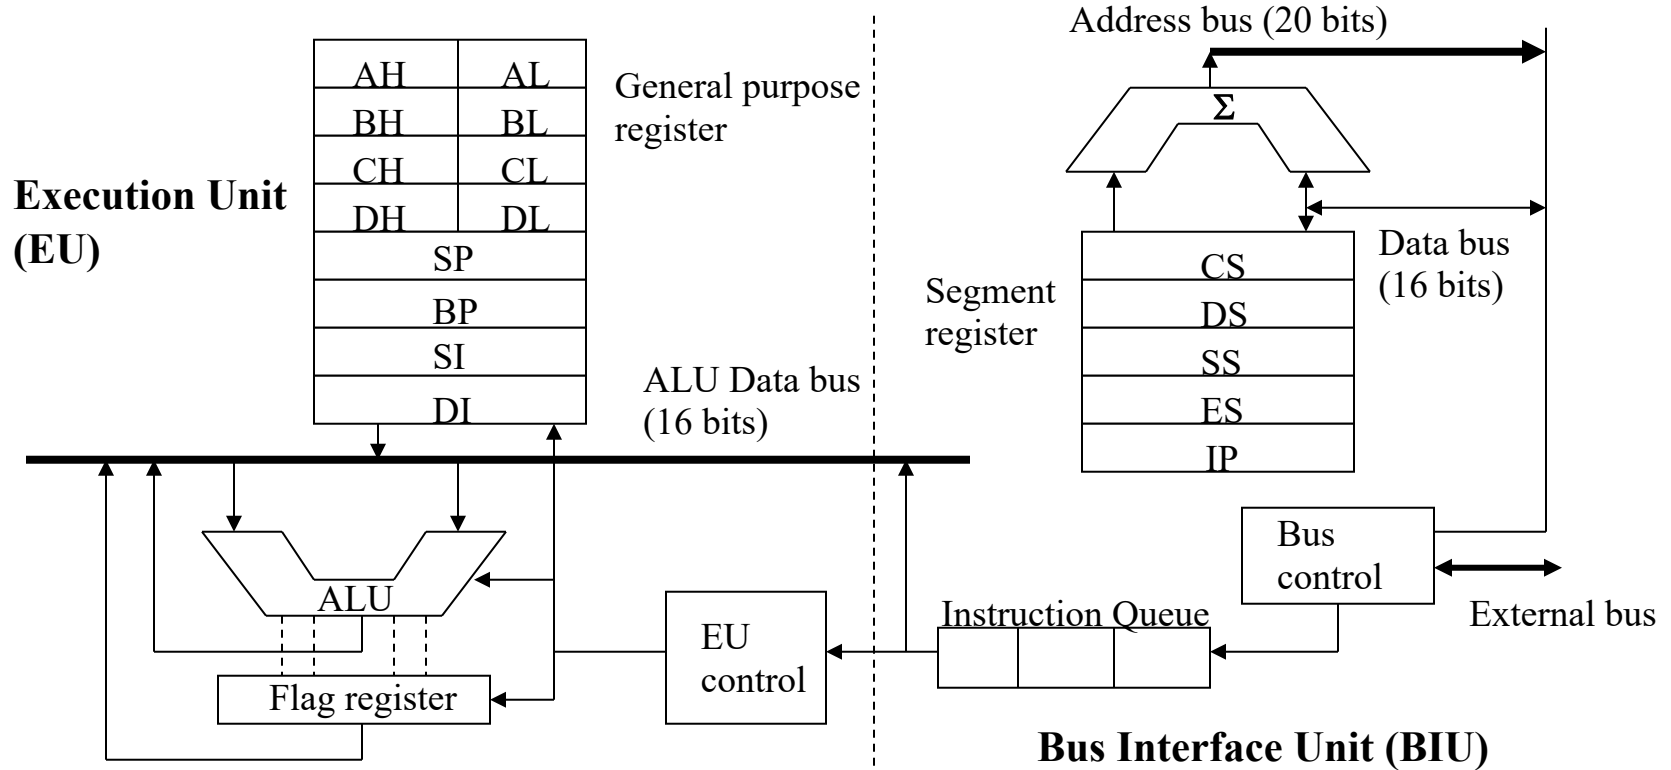 Execution Unit
(EU)
AH AL
BH BL
CH CL
DH DL
SP
BP
SI
DI
General purpose
register
ALU Data bus
(16 bits)
ALU
Flag register
EU
control
Address bus (20 bits)
Σ
Data bus
(16 bits)
Segment
register
CS
DS
SS
ES
IP
Bus
control
External bus
Instruction Queue
Bus Interface Unit (BIU)